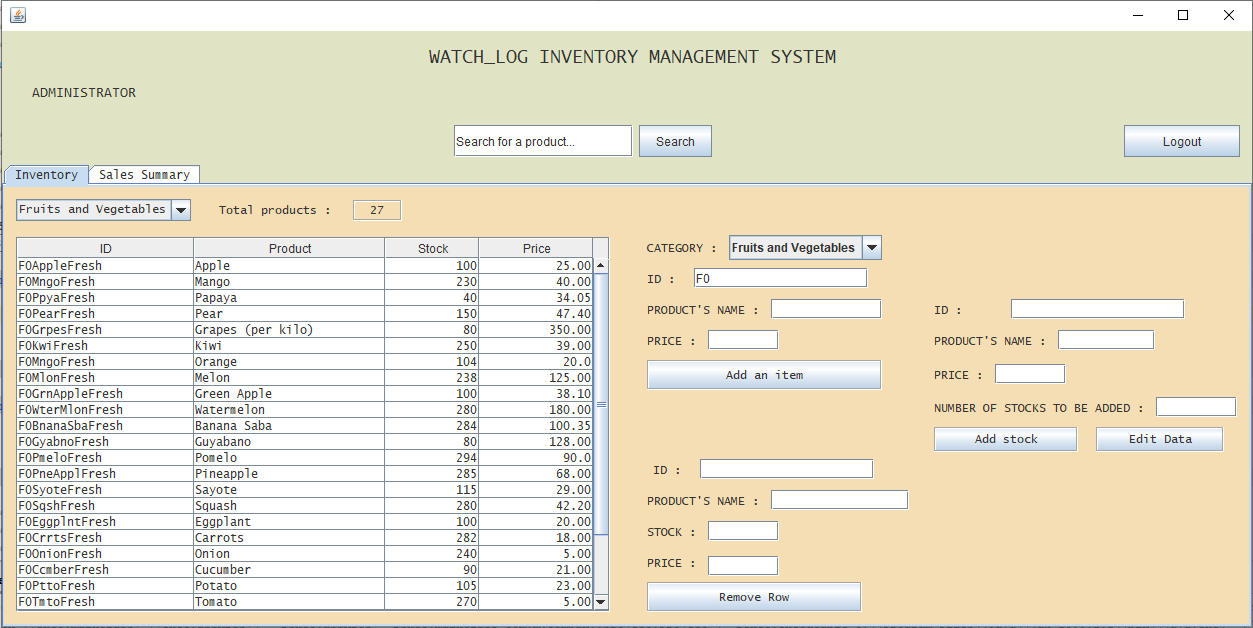 WATCH_LOG INVENTORY MANAGEMENT SYSTEM
ADMINISTRATOR
Search for a product... Search Logout
Inventory Sales Summary
Fruits and Vegetables Total products : 27
ID Product Stock Price
F0AppleFresh Apple 100 25.00
F0MngoFresh Mango 230 40.00
F0PpyaFresh Papaya 40 34.05
F0PearFresh Pear 150 47.40
F0GrpesFresh Grapes (per kilo) 80 350.00
F0KwiFresh Kiwi 250 39.00
F0MngoFresh Orange 104 20.0
F0MlonFresh Melon 238 125.00
F0GrnAppleFresh Green Apple 100 38.10
F0WterMlonFresh Watermelon 280 180.00
F0BnanaSbaFresh Banana Saba 284 100.35
F0GyabnoFresh Guyabano 80 128.00
F0PmeloFresh Pomelo 294 90.0
F0PneApplFresh Pineapple 285 68.00
F0SyoteFresh Sayote 115 29.00
F0SqshFresh Squash 280 42.20
F0EggplntFresh Eggplant 100 20.00
F0CrrtsFresh Carrots 282 18.00
F0OnionFresh Onion 240 5.00
F0CcmberFresh Cucumber 90 21.00
F0PttoFresh Potato 105 23.00
F0TmtoFresh Tomato 270 5.00
CATEGORY : Fruits and Vegetables
ID : F0
PRODUCT'S NAME :
PRICE :
Add an item
ID :
PRODUCT'S NAME :
PRICE :
NUMBER OF STOCKS TO BE ADDED :
Add stock Edit Data
ID :
PRODUCT'S NAME :
STOCK :
PRICE :
Remove Row